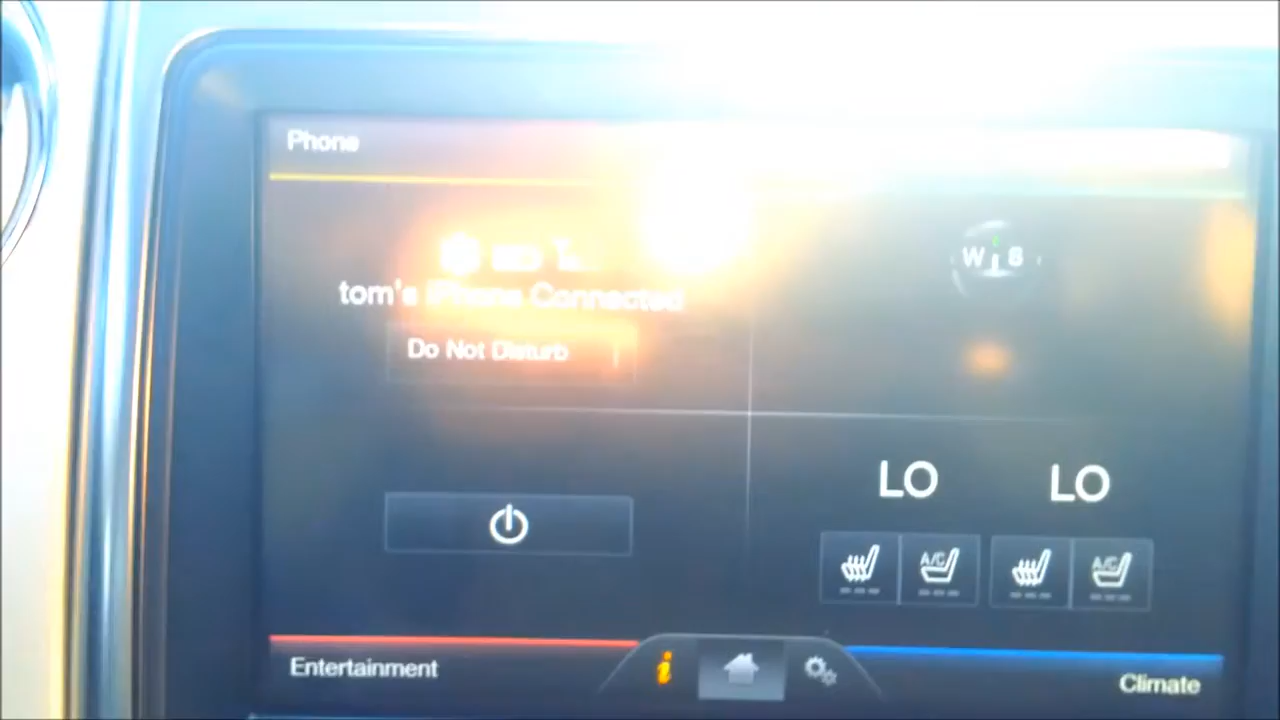 Phone
W S
tom's iPhone Connected
Do Not Disturb
LO LO
A/C A/C
Entertainment
i
Climate